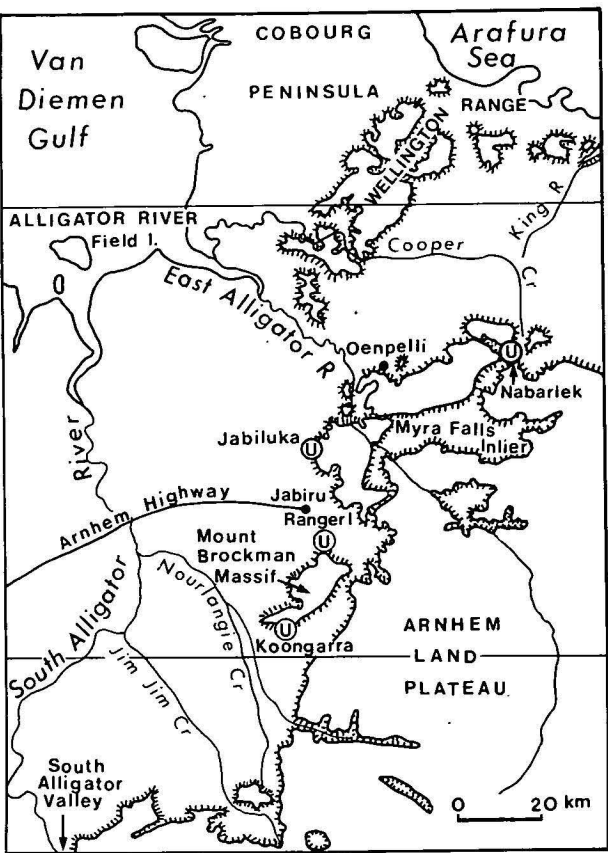 COBOURG
PENINSULA
Arafura
Sea
Van
Diemen
Gulf
RANGE
WELLINGTON
King R
ALLIGATOR RIVER
Field I.
Cooper
Cr
East Alligator R
Oenpelli
U
Nabarlek
Myra Falls
Inlier
Jabiluka
U
River
Arnhem Highway
Jabiru
Ranger I
U
Mount
Brockman
Massif
Nourlangie Cr
U
Koongarra
ARNHEM
LAND
PLATEAU
South Alligator
Jim Jim Cr
South
Alligator
Valley
0 20 km